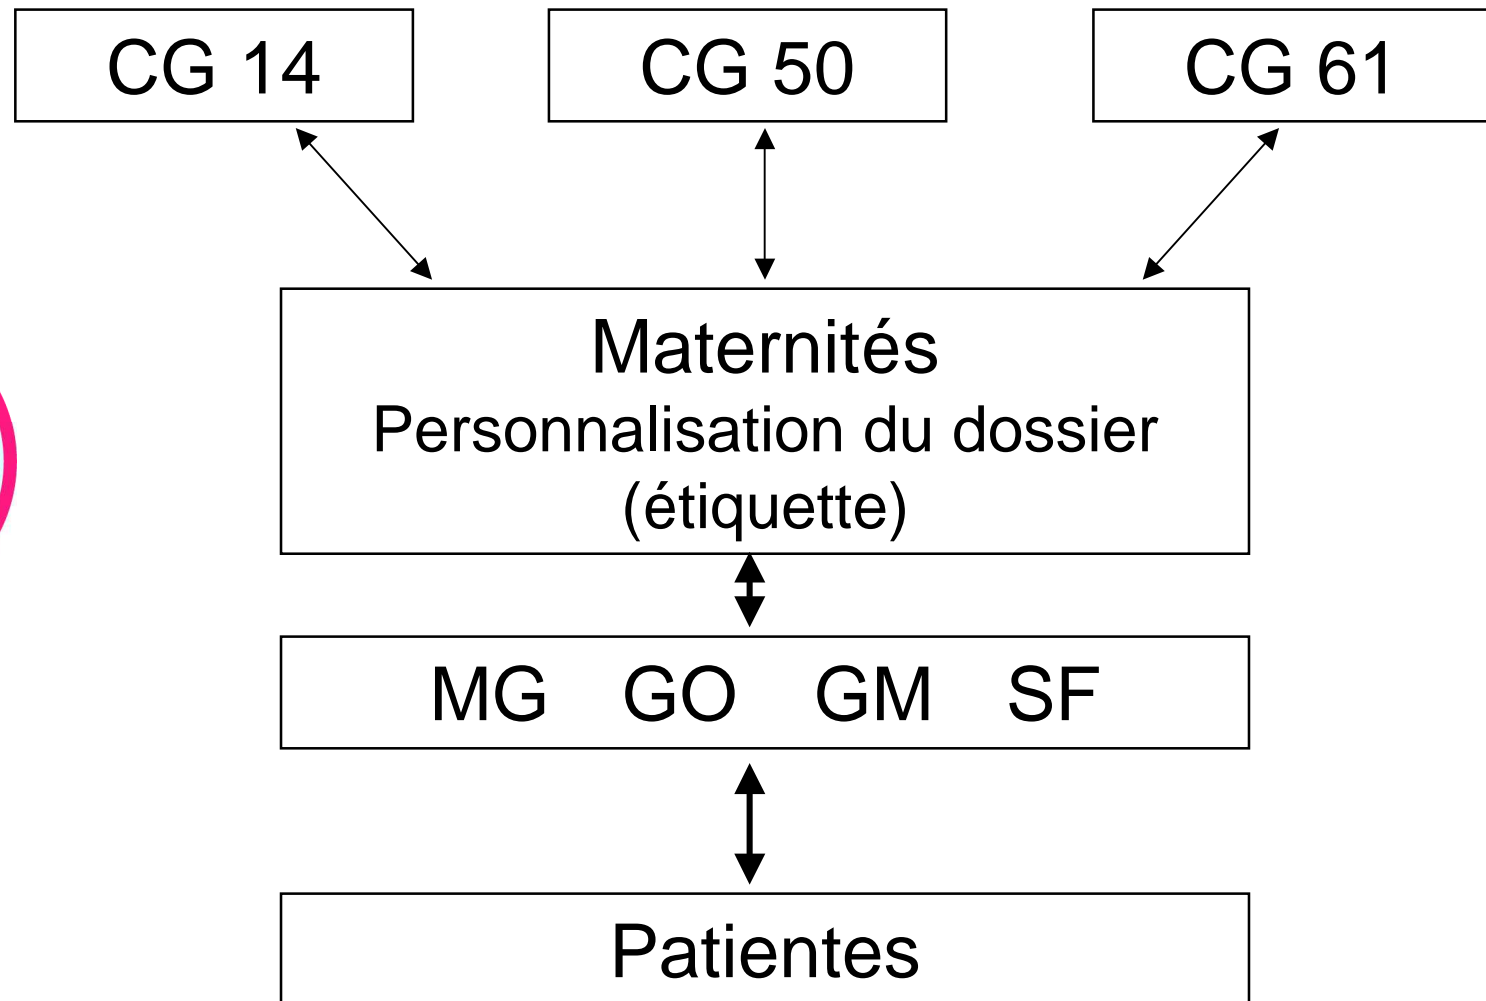 CG 14 CG 50 CG 61
Maternités
Personnalisation du dossier
(étiquette)
MG GO GM SF
Patientes